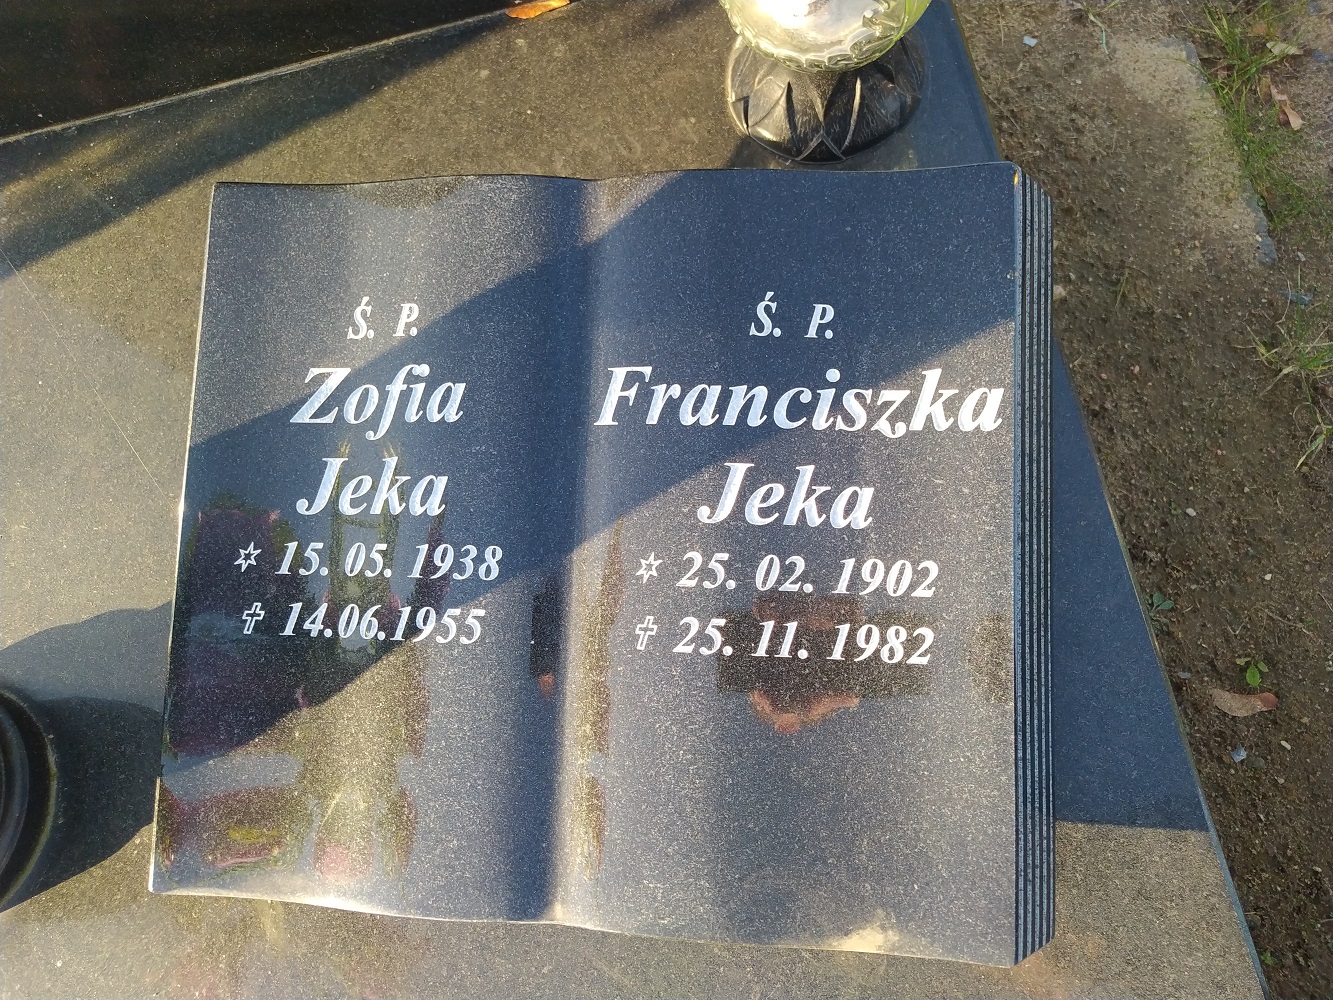 Ś. P.
Zofia
Jeka
✡ 15. 05. 1938
✝ 14.06.1955
Ś. P.
Franciszka
Jeka
✡ 25. 02. 1902
✝ 25. 11. 1982